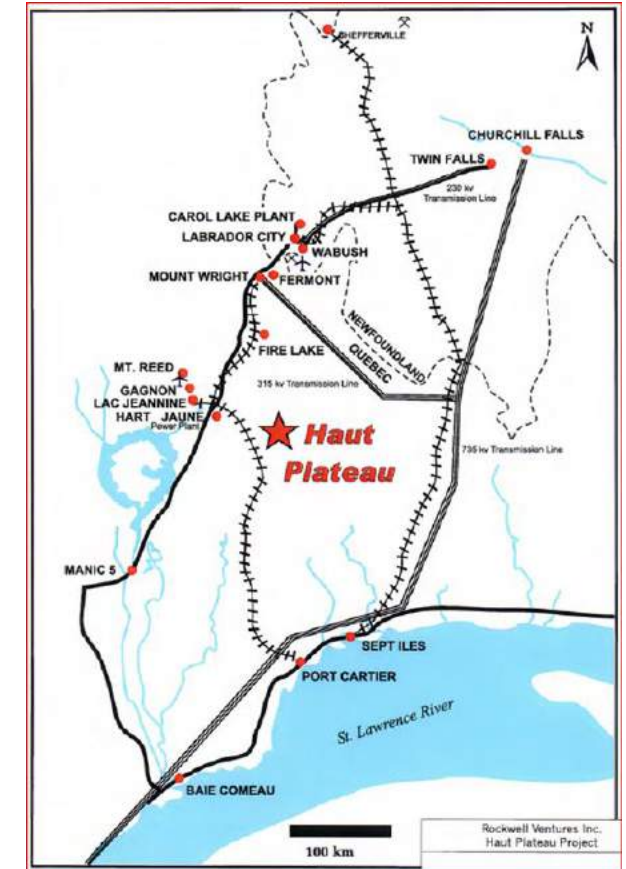 N
SHEFFERVILLE
CHURCHILL FALLS
TWIN FALLS
230 kv
Transmission Line
CAROL LAKE PLANT
LABRADOR CITY
WABUSH
MOUNT WRIGHT
FERMONT
NEWFOUNDLAND
QUEBEC
FIRE LAKE
MT. REED
GAGNON
315 kv Transmission Line
LAC JEANNINE
HART JAUNE
Power Plant
Haut
Plateau
735 kv Transmission Line
MANIC 5
SEPT ILES
PORT CARTIER
St. Lawrence River
BAIE COMEAU
100 km
Rockwell Ventures Inc.
Haut Plateau Project